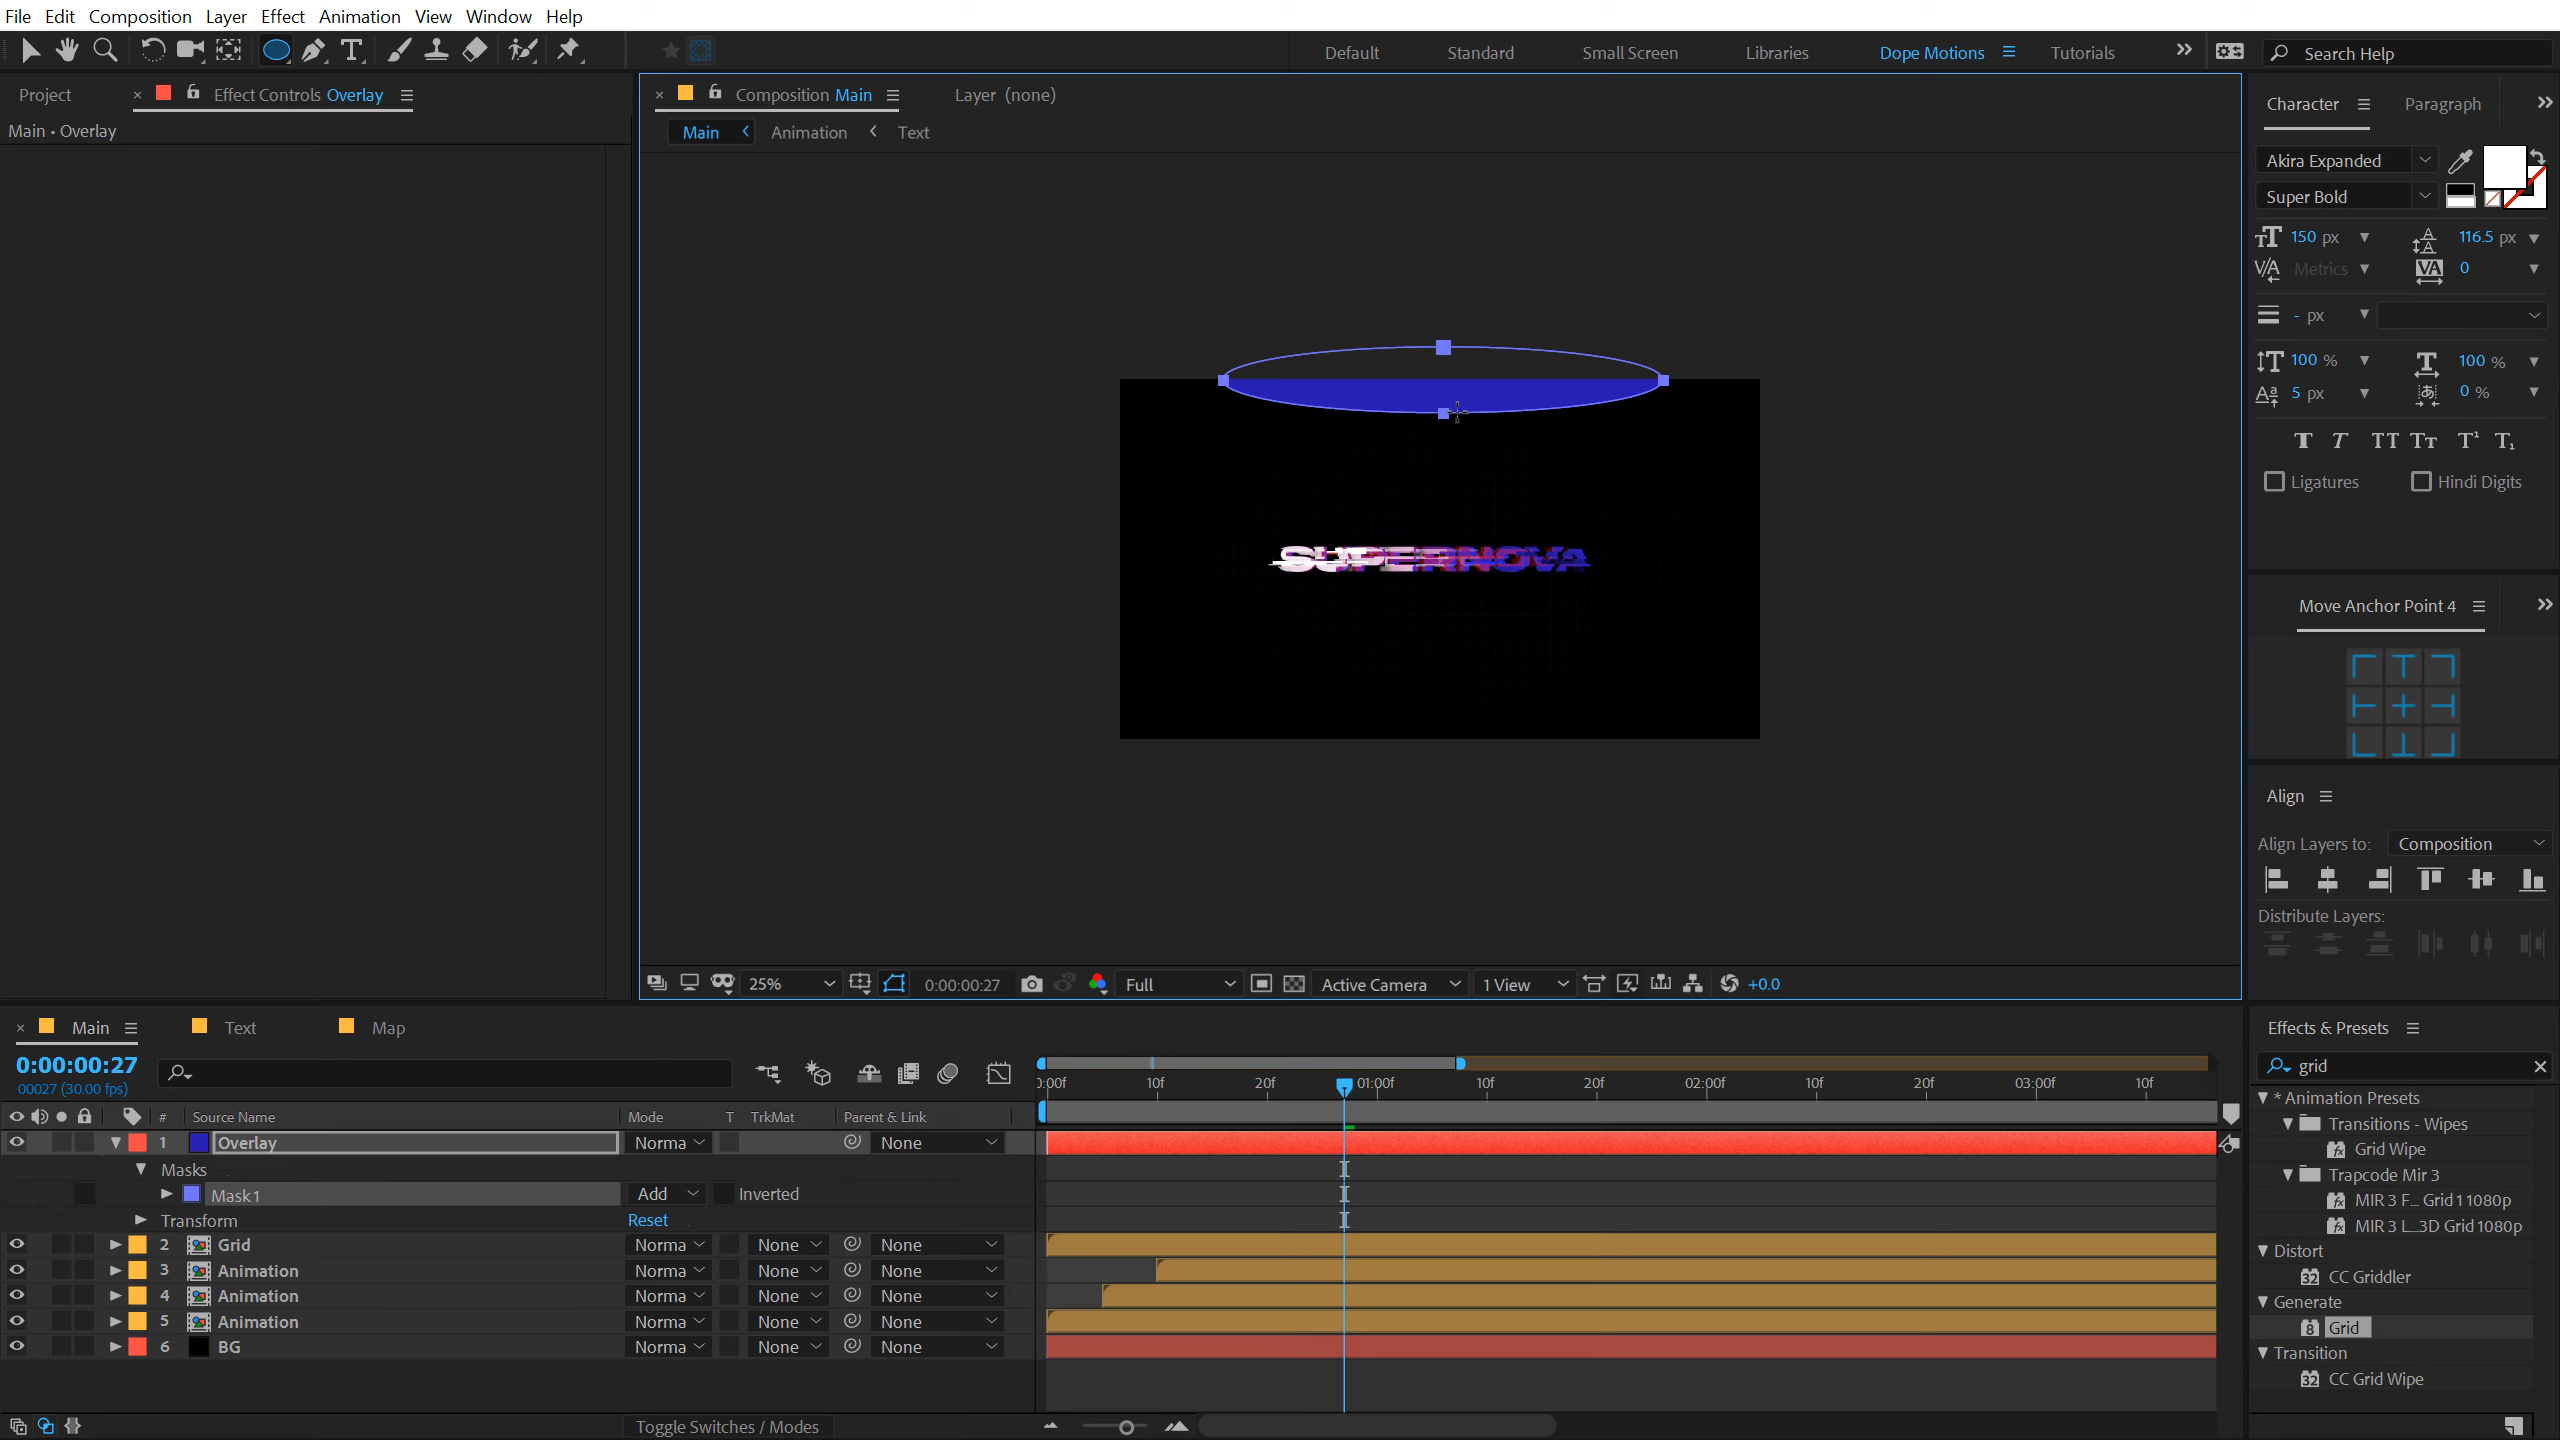 File Edit Composition Layer Effect Animation View Window Help
Default Standard Small Screen Libraries Dope Motions Tutorials Search Help
Project Effect Controls Overlay
Main • Overlay
Composition Main Layer (none)
Main Animation Text
SUPERNOVA
25% 0:00:00:27 Full Active Camera 1 View +0.0
Character Paragraph
Akira Expanded
Super Bold
150 px 116.5 px
Metrics 0
- px
100 % 100 %
5 px 0 %
Ligatures Hindi Digits
Move Anchor Point 4
Align
Align Layers to: Composition
Distribute Layers:
Main Text Map
0:00:00:27
00027 (30.00 fps)
0:00f 10f 20f 01:00f 10f 20f 02:00f 10f 20f 03:00f 10f
# Source Name Mode T TrkMat Parent & Link
1 Overlay Norma None
Masks
Mask 1 Add Inverted
Transform Reset
2 Grid Norma None None
3 Animation Norma None None
4 Animation Norma None None
5 Animation Norma None None
6 BG Norma None None
Toggle Switches / Modes
Effects & Presets
grid
* Animation Presets
Transitions - Wipes
Grid Wipe
Trapcode Mir 3
MIR 3 F... Grid 1 1080p
MIR 3 L...3D Grid 1080p
Distort
CC Griddler
Generate
Grid
Transition
CC Grid Wipe